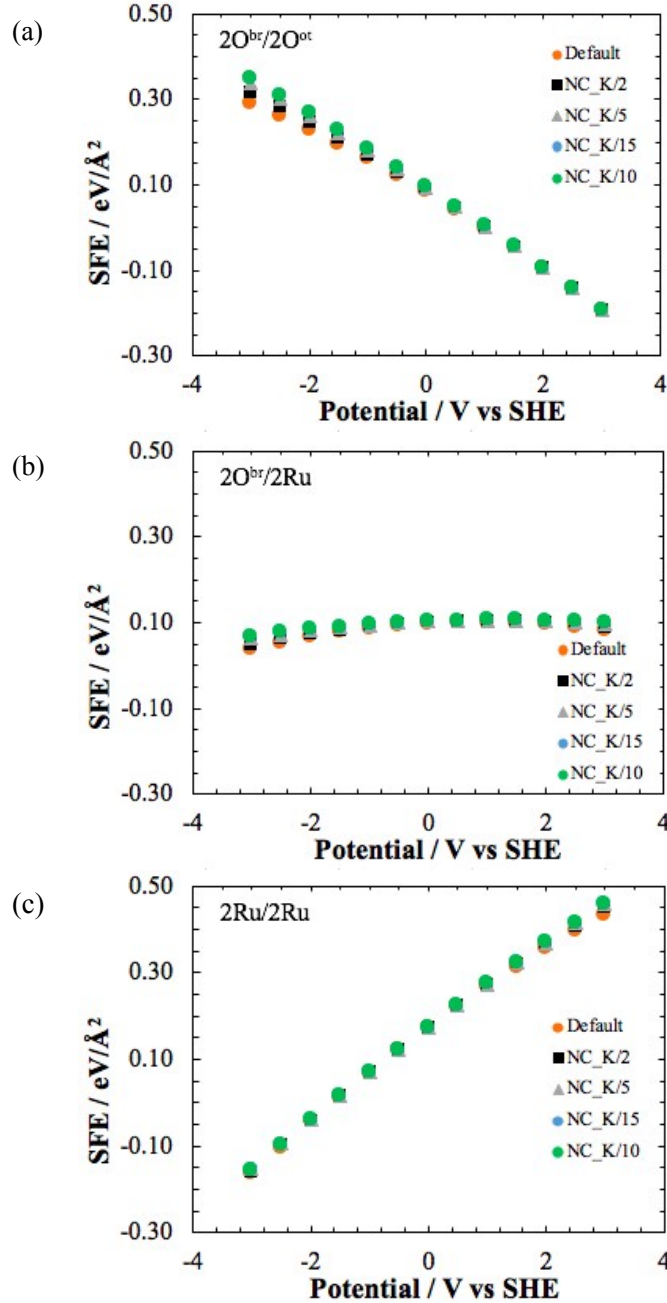 (a)
2O^br/2O^ot
0.50
0.30
0.10
-0.10
-0.30
SFE / eV/Å²
Default
NC_K/2
NC_K/5
NC_K/15
NC_K/10
-4 -2 0 2 4
Potential / V vs SHE
(b)
2O^br/2Ru
0.50
0.30
0.10
-0.10
-0.30
SFE / eV/Å²
Default
NC_K/2
NC_K/5
NC_K/15
NC_K/10
-4 -2 0 2 4
Potential / V vs SHE
(c)
2Ru/2Ru
0.50
0.30
0.10
-0.10
-0.30
SFE / eV/Å²
Default
NC_K/2
NC_K/5
NC_K/15
NC_K/10
-4 -2 0 2 4
Potential / V vs SHE